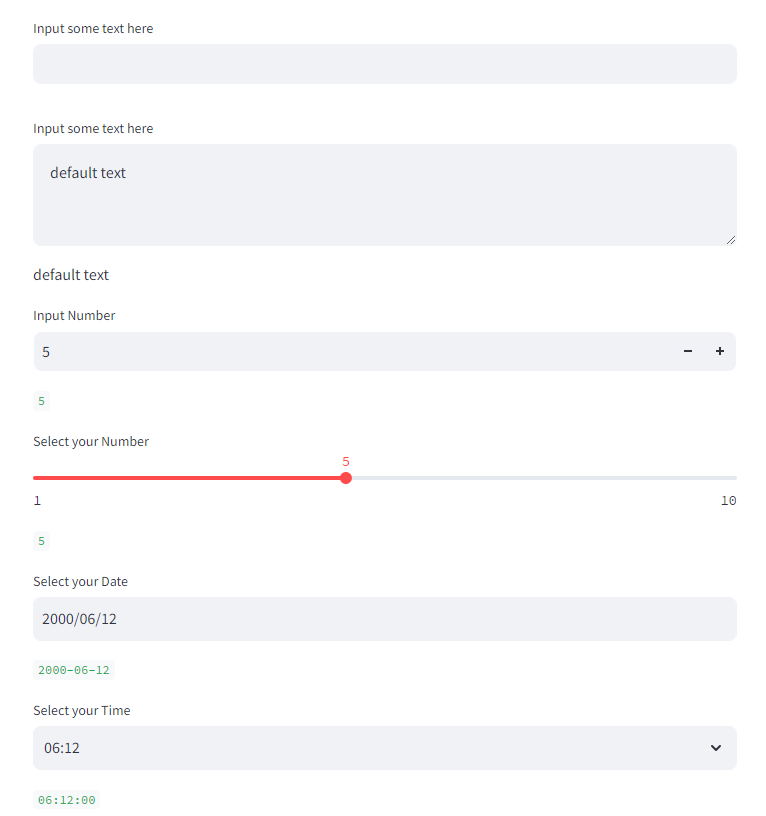 Input some text here
Input some text here
default text
default text
Input Number
5
5
Select your Number
5
1 10
5
Select your Date
2000/06/12
2000-06-12
Select your Time
06:12
06:12:00